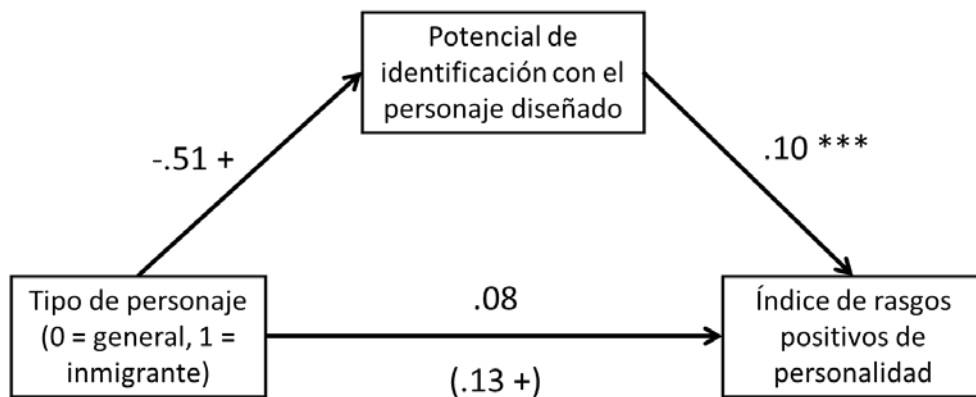 Potencial de
identificación con el
personaje diseñado
-.51 +
.10 ***
Tipo de personaje
(0 = general, 1 =
inmigrante)
.08
(.13 +)
Índice de rasgos
positivos de
personalidad